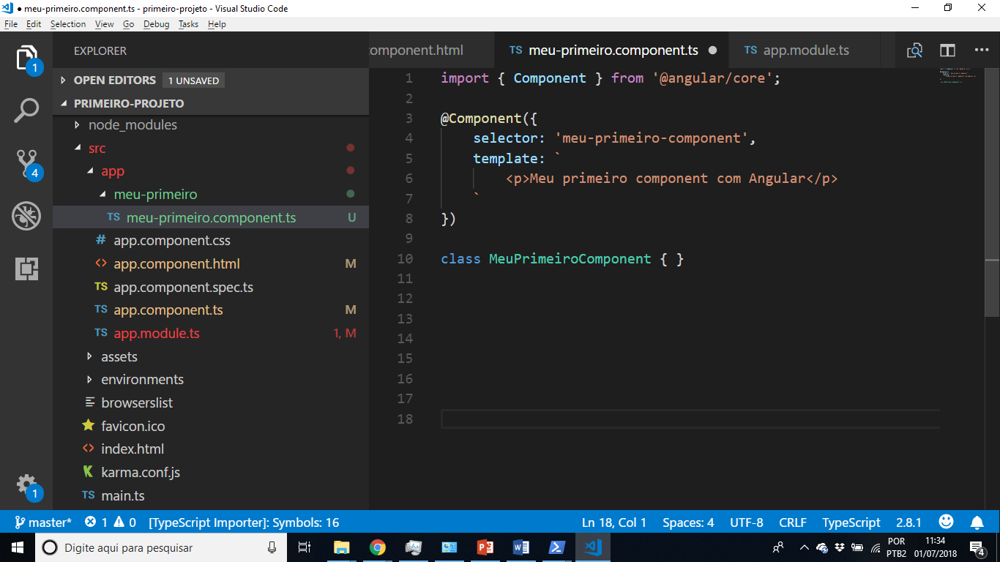 meu-primeiro.component.ts - primeiro-projeto - Visual Studio Code
File Edit Selection View Go Debug Tasks Help
EXPLORER
OPEN EDITORS 1 UNSAVED
PRIMEIRO-PROJETO
node_modules
src
app
meu-primeiro
TS meu-primeiro.component.ts U
# app.component.css
<> app.component.html M
TS app.component.spec.ts
TS app.component.ts M
TS app.module.ts 1, M
assets
environments
browserslist
favicon.ico
<> index.html
karma.conf.js
TS main.ts
1
4
1
omponent.html TS meu-primeiro.component.ts TS app.module.ts
1 import { Component } from '@angular/core';
2
3 @Component({
4 selector: 'meu-primeiro-component',
5 template: `
6 <p>Meu primeiro component com Angular</p>
7 `
8 })
9
10 class MeuPrimeiroComponent { }
11
12
13
14
15
16
17
18
master* 1 0 [TypeScript Importer]: Symbols: 16 Ln 18, Col 1 Spaces: 4 UTF-8 CRLF TypeScript 2.8.1
Digite aqui para pesquisar
POR
PTB2
11:34
01/07/2018
4